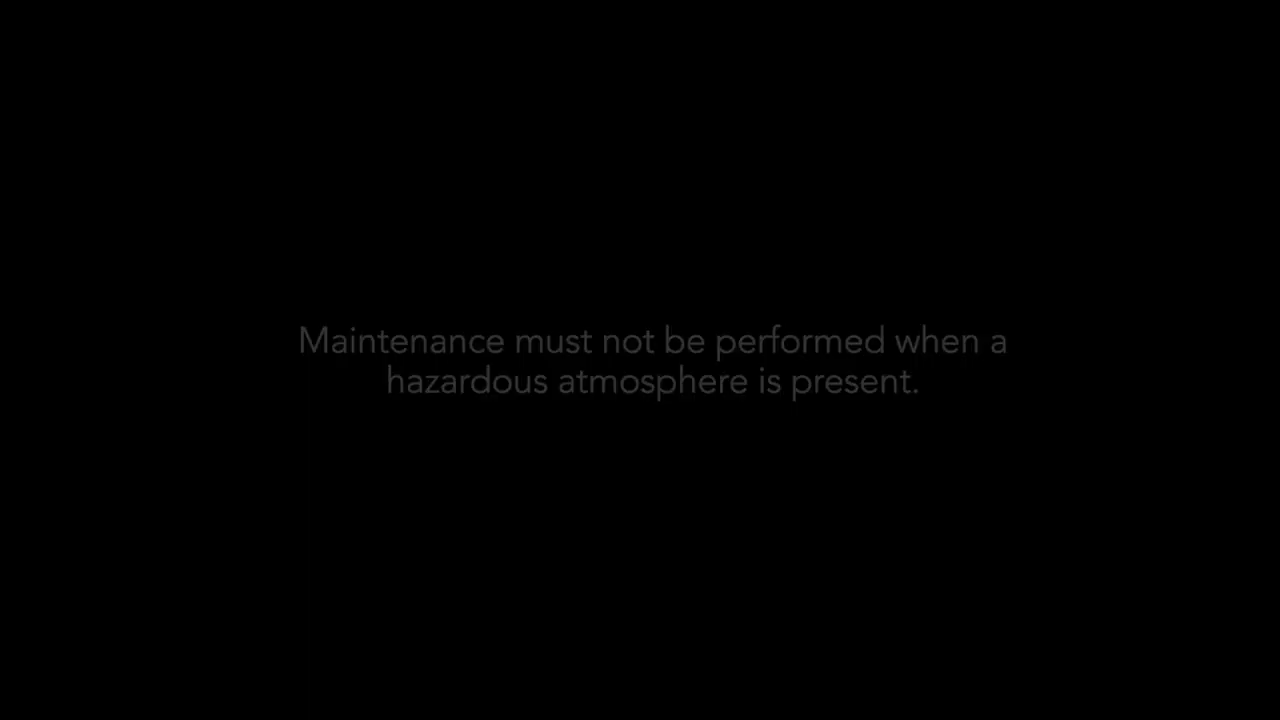 Maintenance must not be performed when a
hazardous atmosphere is present.